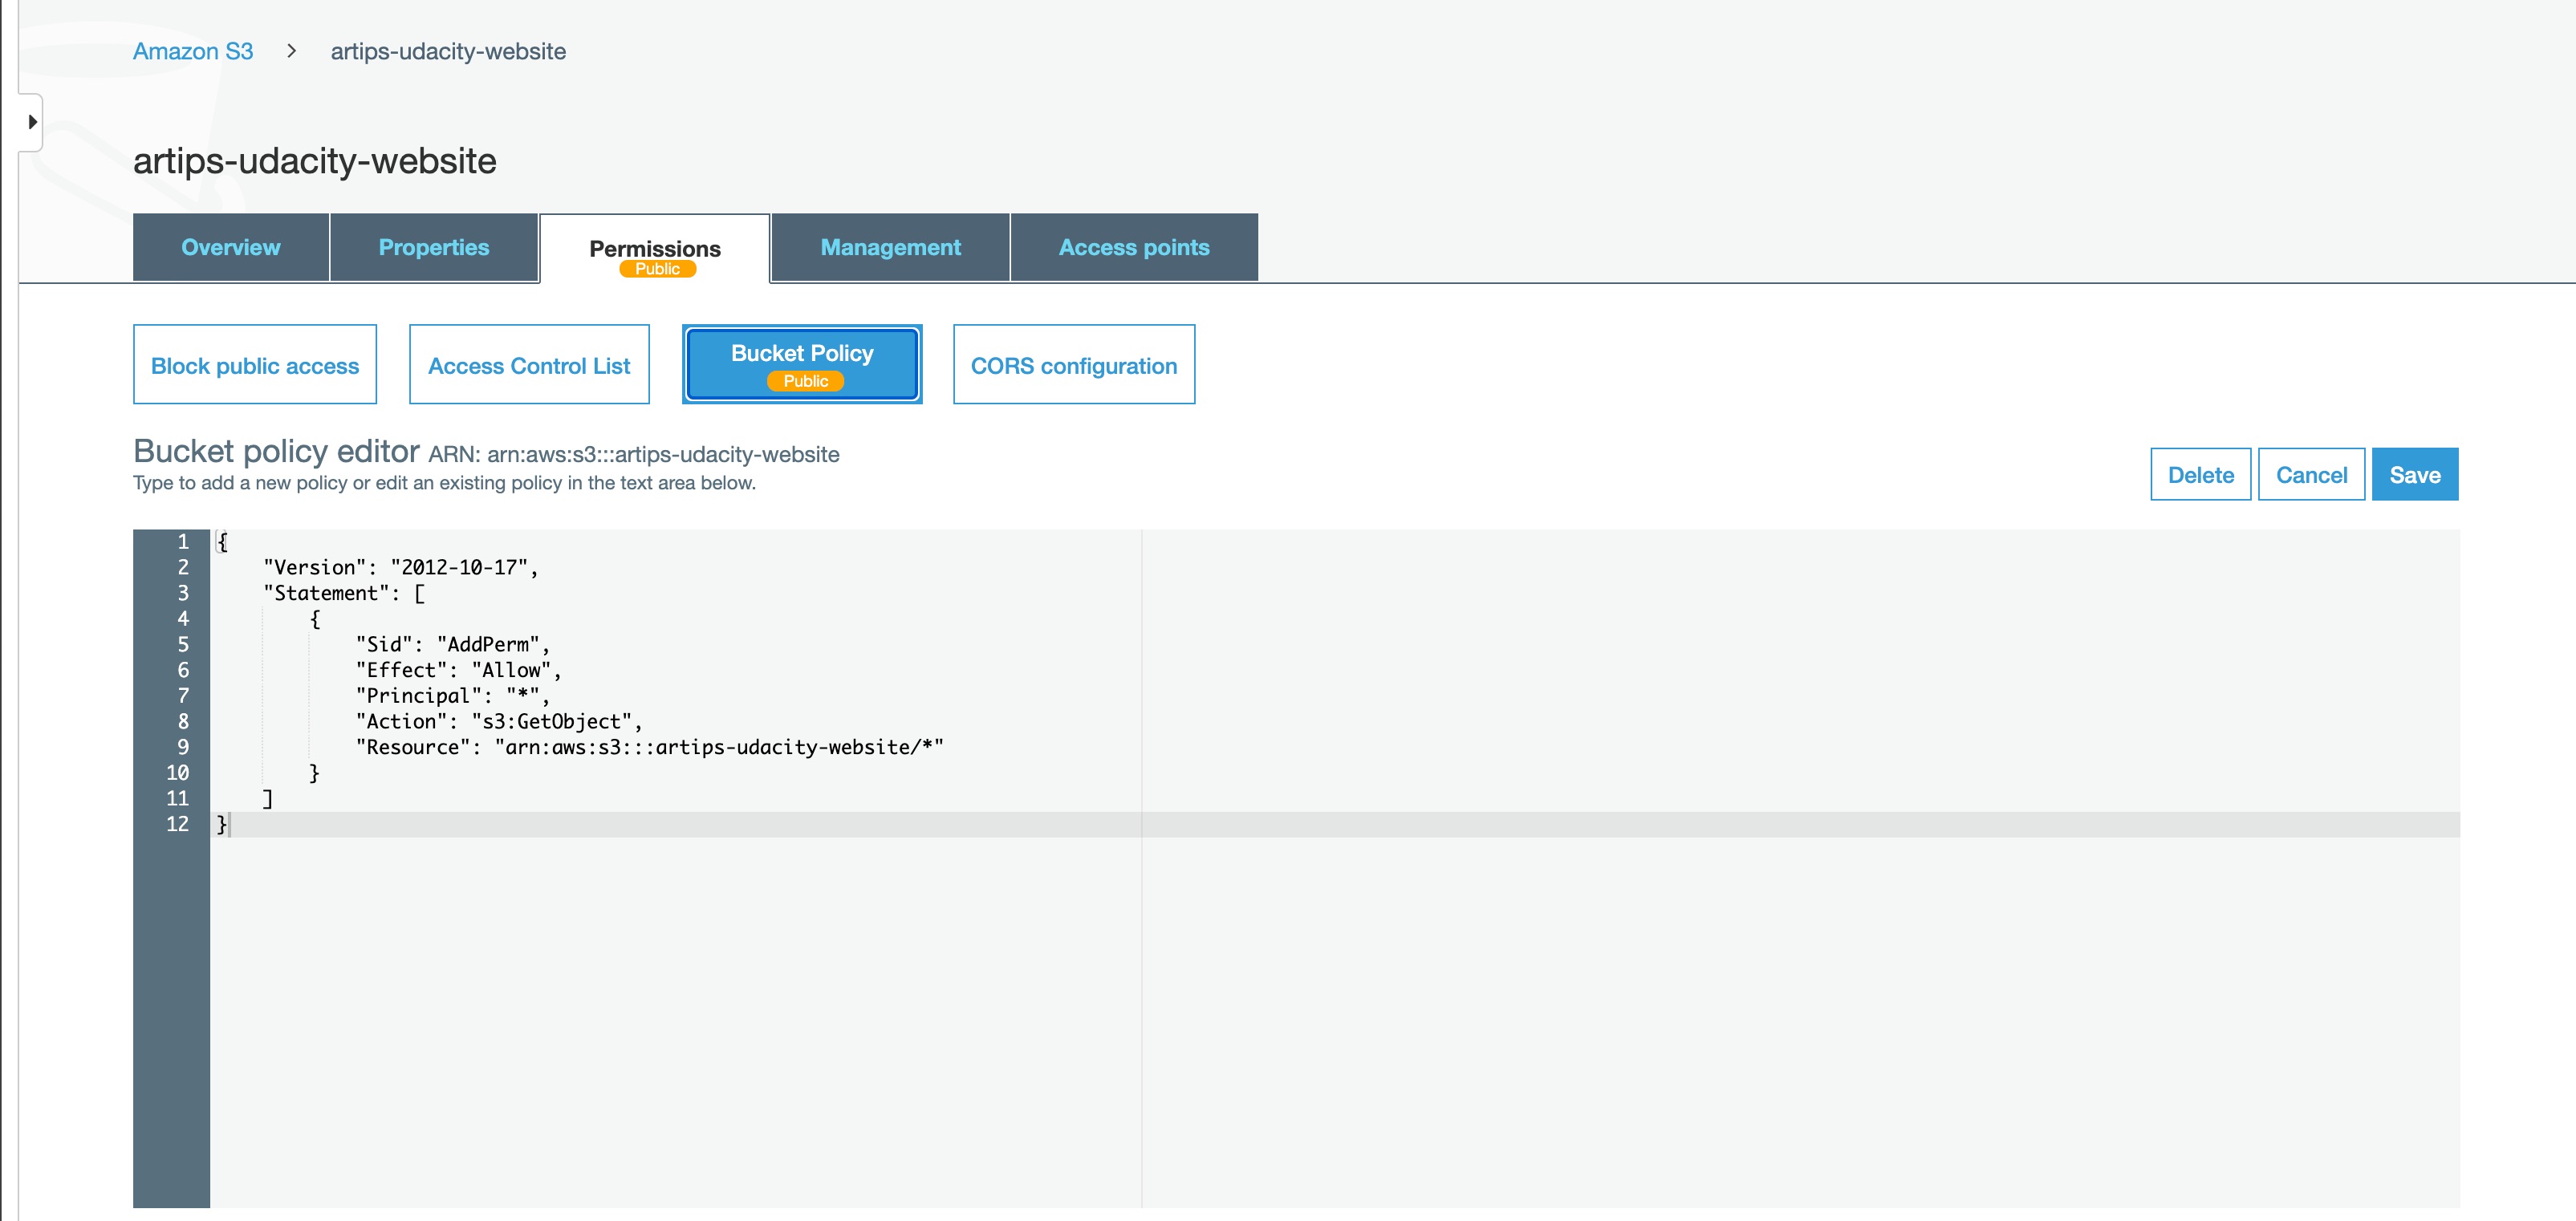 Amazon S3 > artips-udacity-website
artips-udacity-website
Overview Properties Permissions Management Access points
Public
Block public access Access Control List Bucket Policy CORS configuration
Public
Bucket policy editor ARN: arn:aws:s3:::artips-udacity-website
Type to add a new policy or edit an existing policy in the text area below.
Delete Cancel Save
1 {
2 "Version": "2012-10-17",
3 "Statement": [
4 {
5 "Sid": "AddPerm",
6 "Effect": "Allow",
7 "Principal": "*",
8 "Action": "s3:GetObject",
9 "Resource": "arn:aws:s3:::artips-udacity-website/*"
10 }
11 ]
12 }